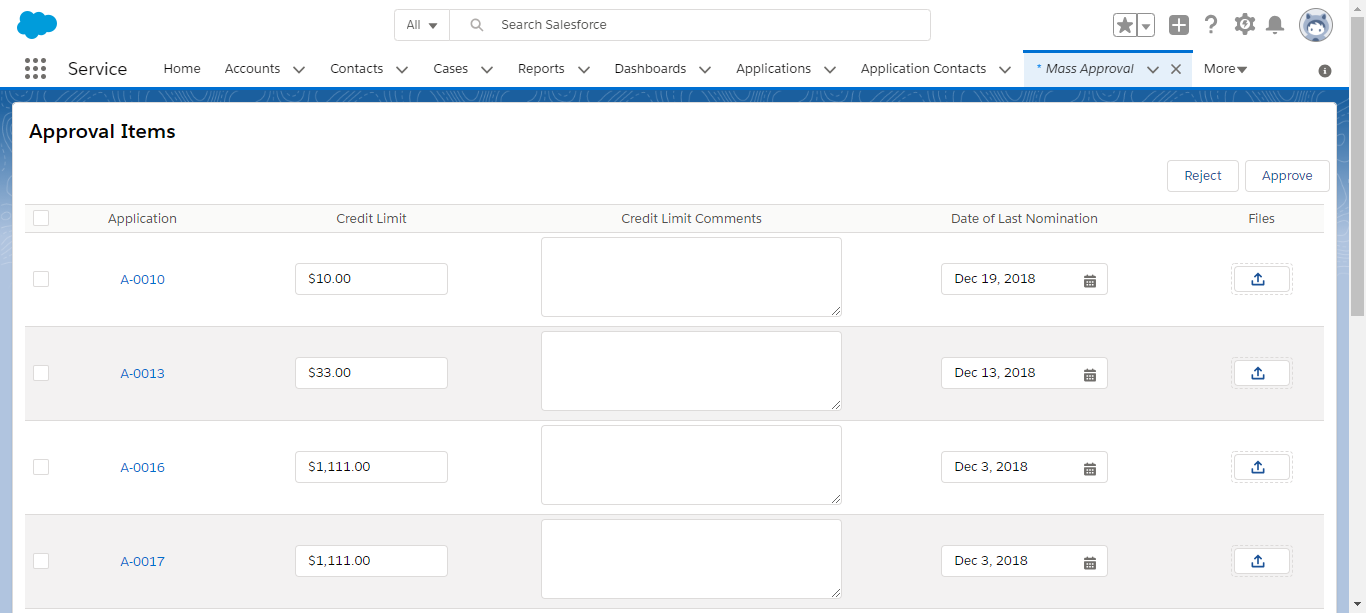 All Search Salesforce
Service Home Accounts Contacts Cases Reports Dashboards Applications Application Contacts * Mass Approval More
Approval Items
Reject Approve
Application Credit Limit Credit Limit Comments Date of Last Nomination Files
A-0010 $10.00 Dec 19, 2018
A-0013 $33.00 Dec 13, 2018
A-0016 $1,111.00 Dec 3, 2018
A-0017 $1,111.00 Dec 3, 2018